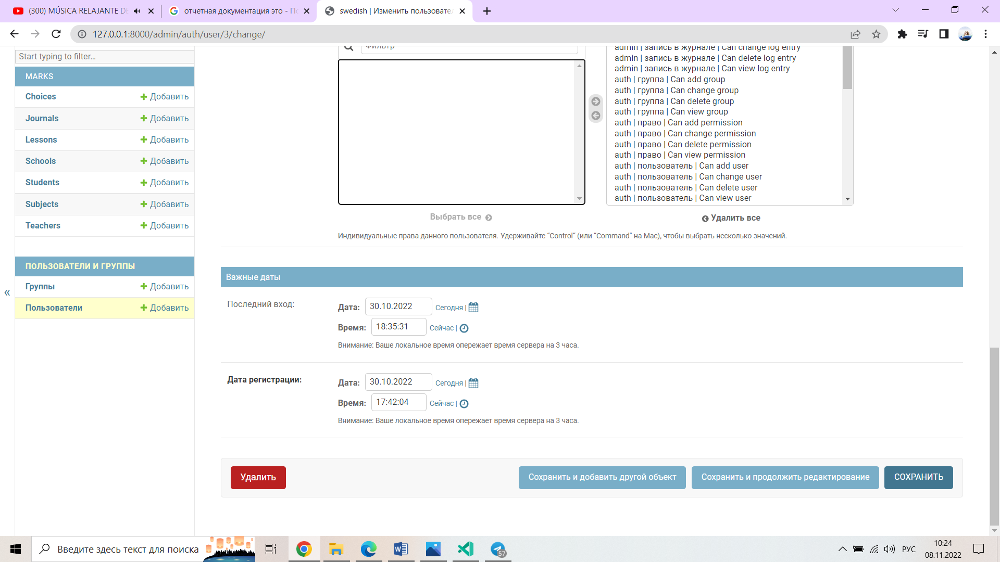 (300) MÚSICA RELAJANTE DE
отчетная документация это - По
swedish | Изменить пользовател
127.0.0.1:8000/admin/auth/user/3/change/
Start typing to filter...
MARKS
Choices
Добавить
Journals
Добавить
Lessons
Добавить
Schools
Добавить
Students
Добавить
Subjects
Добавить
Teachers
Добавить
ПОЛЬЗОВАТЕЛИ И ГРУППЫ
Группы
Добавить
Пользователи
Добавить
«
Фильтр
admin | запись в журнале | Can change log entry
admin | запись в журнале | Can delete log entry
admin | запись в журнале | Can view log entry
auth | группа | Can add group
auth | группа | Can change group
auth | группа | Can delete group
auth | группа | Can view group
auth | право | Can add permission
auth | право | Can change permission
auth | право | Can delete permission
auth | право | Can view permission
auth | пользователь | Can add user
auth | пользователь | Can change user
auth | пользователь | Can delete user
auth | пользователь | Can view user
Выбрать все
Удалить все
Индивидуальные права данного пользователя. Удерживайте “Control“ (или “Command“ на Mac), чтобы выбрать несколько значений.
Важные даты
Последний вход:
Дата: 30.10.2022 Сегодня |
Время: 18:35:31 Сейчас |
Внимание: Ваше локальное время опережает время сервера на 3 часа.
Дата регистрации:
Дата: 30.10.2022 Сегодня |
Время: 17:42:04 Сейчас |
Внимание: Ваше локальное время опережает время сервера на 3 часа.
Удалить
Сохранить и добавить другой объект
Сохранить и продолжить редактирование
СОХРАНИТЬ
Введите здесь текст для поиска
57
РУС
10:24
08.11.2022